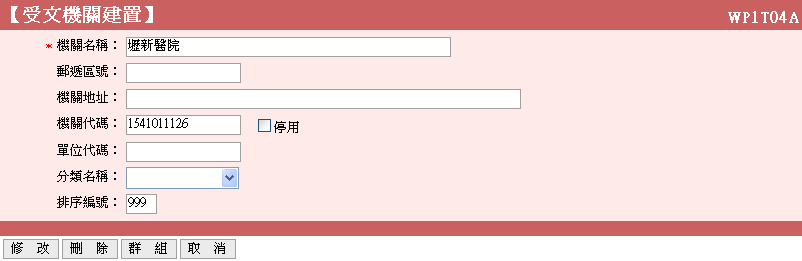 【受文機關建置】 WP1T04A
* 機關名稱： 壢新醫院
郵遞區號：
機關地址：
機關代碼： 1541011126 停用
單位代碼：
分類名稱：
排序編號： 999
修 改 刪 除 群 組 取 消